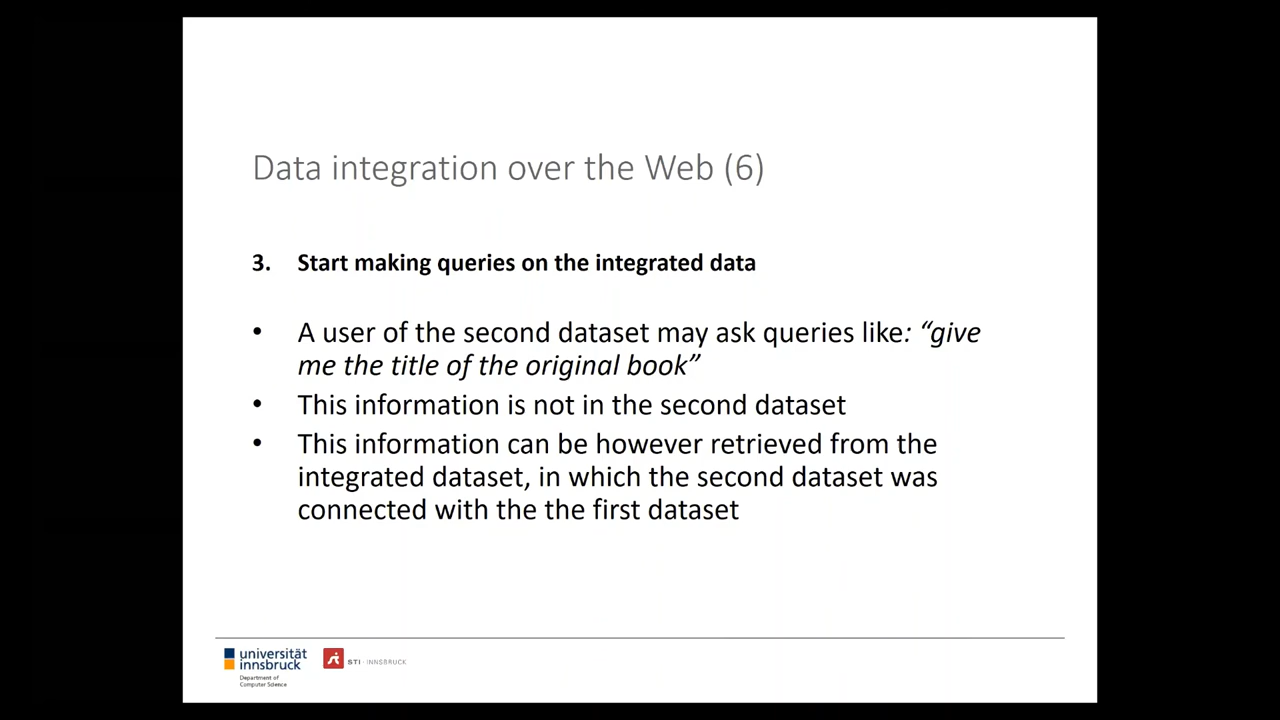 Data integration over the Web (6)
3. Start making queries on the integrated data
• A user of the second dataset may ask queries like: “give
me the title of the original book”
• This information is not in the second dataset
• This information can be however retrieved from the
integrated dataset, in which the second dataset was
connected with the the first dataset
universität
innsbruck
Department of
Computer Science
STI · INNSBRUCK